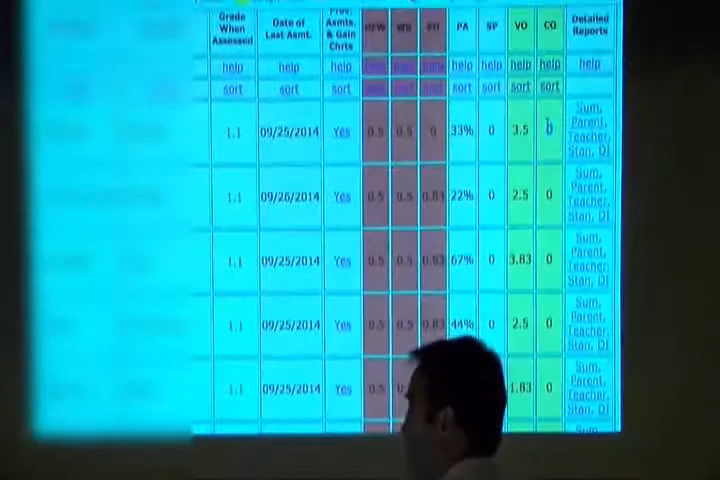 Grade When Assessed Date of Last Asmt. Prev. Asmts. & Gain Chrts HFW WR PA SP VO CO Detailed Reports
help help help help help help help help
sort sort sort sort sort sort sort
1.1 09/25/2014 Yes 0.5 0.5 0 33% 0 3.5 0 Sum, Parent, Teacher, Stan, DI
1.1 09/26/2014 Yes 0.5 0.5 0.83 22% 0 2.5 0 Sum, Parent, Teacher, Stan, DI
1.1 09/25/2014 Yes 0.5 0.5 0.83 67% 0 3.83 0 Sum, Parent, Teacher, Stan, DI
1.1 09/25/2014 Yes 0.5 0.5 0.83 44% 0 2.5 0 Sum, Parent, Teacher, Stan, DI
1.1 09/25/2014 Yes 0.5 1.83 0 Sum, Parent, Teacher, Stan, DI